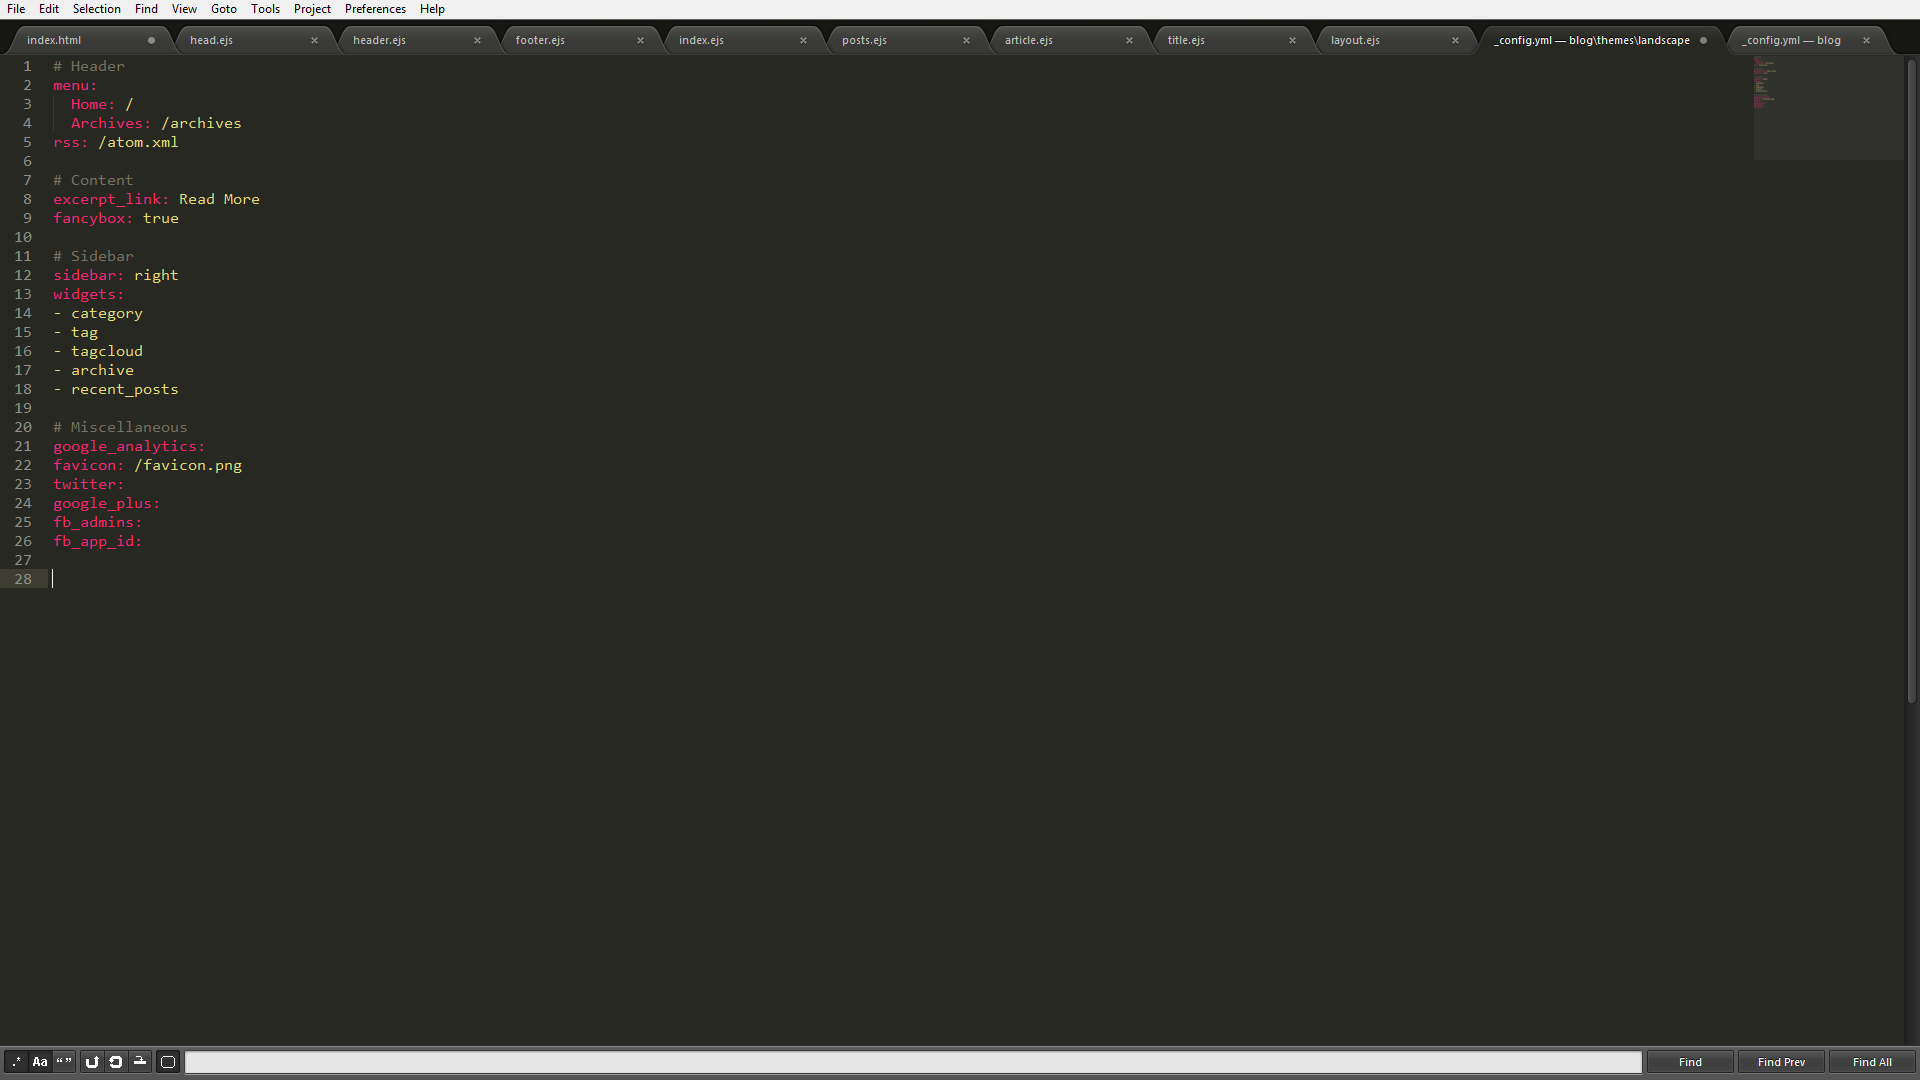 File Edit Selection Find View Goto Tools Project Preferences Help
index.html head.ejs header.ejs footer.ejs index.ejs posts.ejs article.ejs title.ejs layout.ejs _config.yml — blog\themes\landscape _config.yml — blog
1 # Header
2 menu:
3   Home: /
4   Archives: /archives
5 rss: /atom.xml
6
7 # Content
8 excerpt_link: Read More
9 fancybox: true
10
11 # Sidebar
12 sidebar: right
13 widgets:
14 - category
15 - tag
16 - tagcloud
17 - archive
18 - recent_posts
19
20 # Miscellaneous
21 google_analytics:
22 favicon: /favicon.png
23 twitter:
24 google_plus:
25 fb_admins:
26 fb_app_id:
27
28
.* Aa “” Find Find Prev Find All